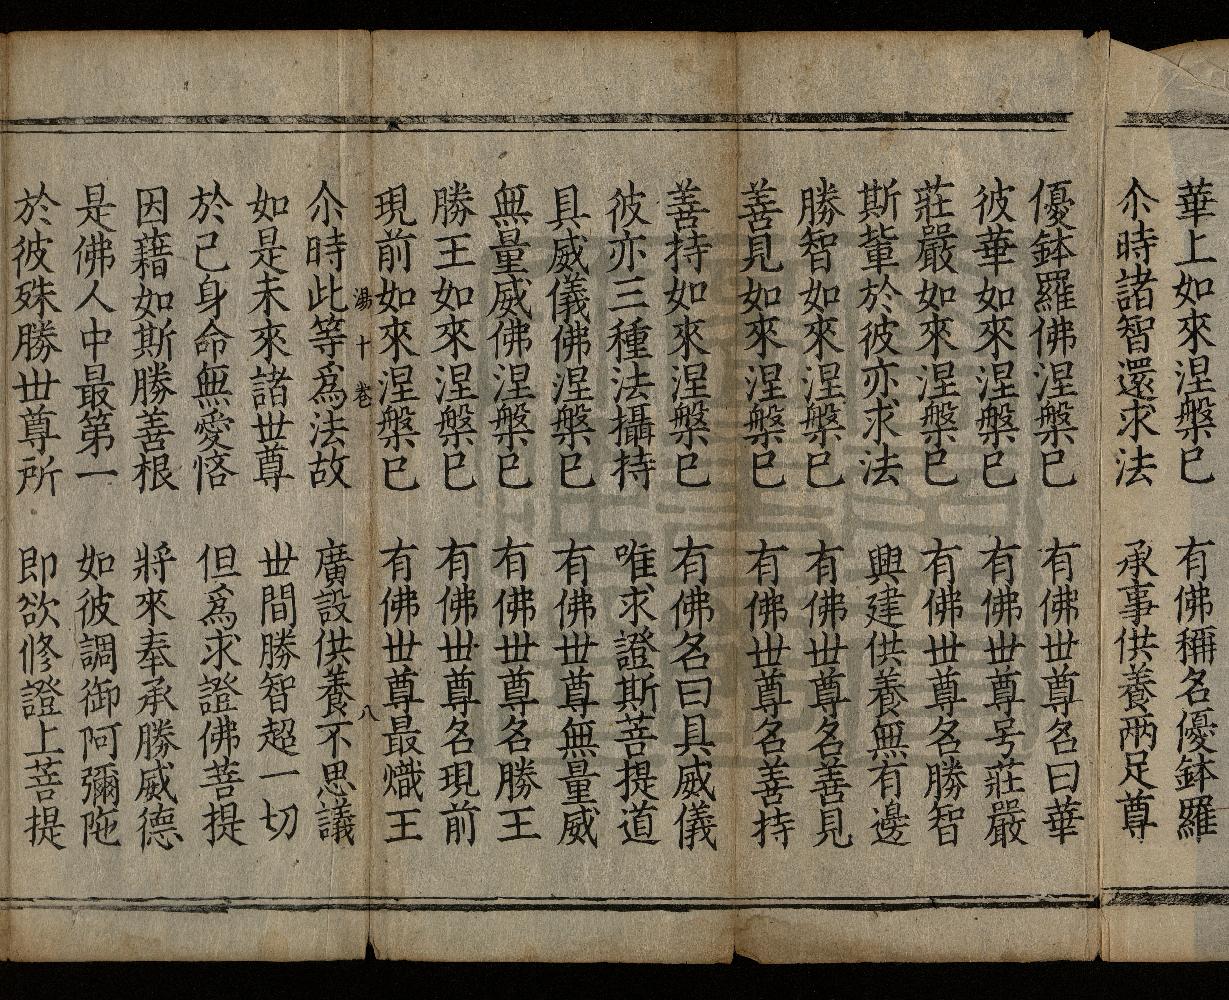 華上如來涅槃已　有佛稱名優鉢羅
尒時諸智還求法　承事供養兩足尊
優鉢羅佛涅槃已　有佛世尊名曰華
彼華如來涅槃已　有佛世尊号莊嚴
莊嚴如來涅槃已　有佛世尊名勝智
斯輩於彼亦求法　興建供養無有邊
勝智如來涅槃已　有佛世尊名善見
善見如來涅槃已　有佛世尊名善持
善持如來涅槃已　有佛名曰具威儀
彼亦三種法攝持　唯求證斯菩提道
具威儀佛涅槃已　有佛世尊無量威
無量威佛涅槃已　有佛世尊名勝王
勝王如來涅槃已　有佛世尊名現前
現前如來涅槃已　有佛世尊最熾王
湯十卷　八
尒時此等爲法故　廣設供養不思議
如是未來諸世尊　世間勝智超一切
於己身命無愛悋　但爲求證佛菩提
因藉如斯勝善根　將來奉承勝威德
是佛人中最第一　如彼調御阿彌陁
於彼殊勝世尊所　即欲修證上菩提